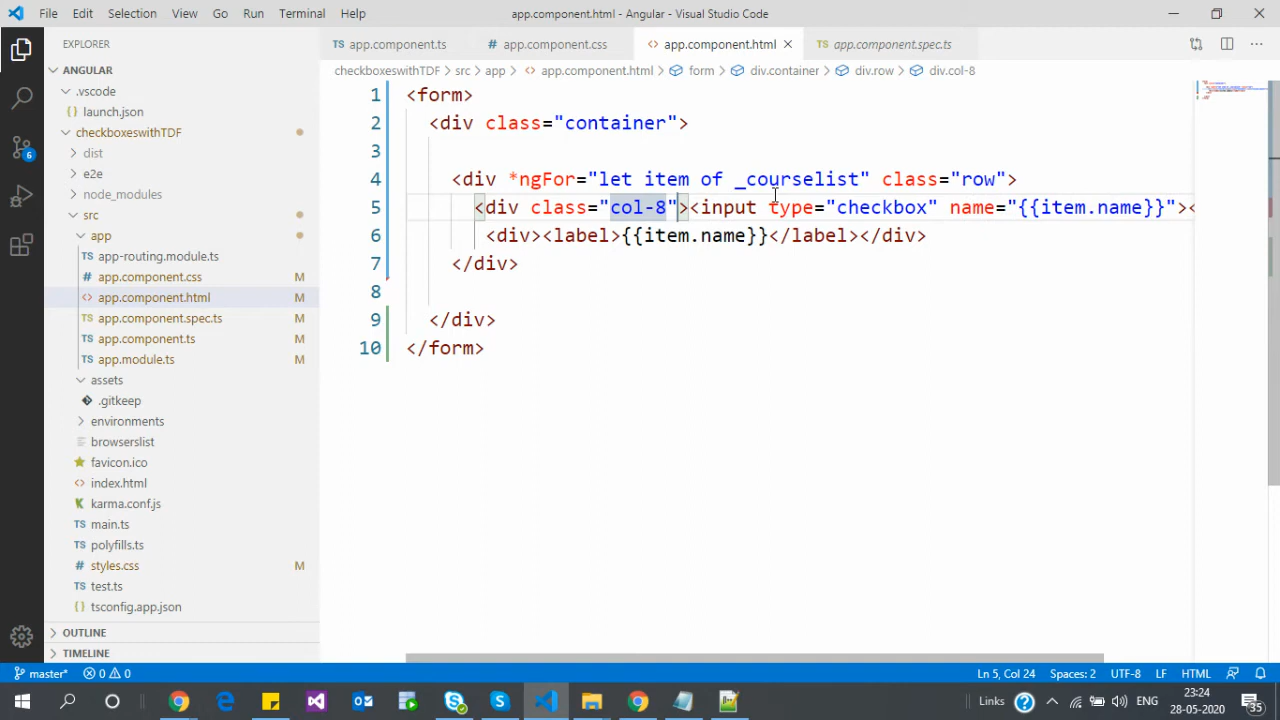 File Edit Selection View Go Run Terminal Help app.component.html - Angular - Visual Studio Code
EXPLORER
ANGULAR
.vscode
launch.json
checkboxeswithTDF
dist
e2e
node_modules
src
app
app-routing.module.ts
app.component.css M
app.component.html M
app.component.spec.ts M
app.component.ts M
app.module.ts M
assets
.gitkeep
environments
browserslist
favicon.ico
index.html
karma.conf.js
main.ts
polyfills.ts
styles.css M
test.ts
tsconfig.app.json
OUTLINE
TIMELINE
TS app.component.ts # app.component.css <> app.component.html TS app.component.spec.ts
checkboxeswithTDF > src > app > <> app.component.html > form > div.container > div.row > div.col-8
1 <form>
2 <div class="container">
3
4 <div *ngFor="let item of _courselist" class="row">
5 <div class="col-8"><input type="checkbox" name="{{item.name}}"><
6 <div><label>{{item.name}}</label></div>
7 </div>
8
9 </div>
10 </form>
6
master* 0 0 Ln 5, Col 24 Spaces: 2 UTF-8 LF HTML
Links ENG 23:24
28-05-2020 35